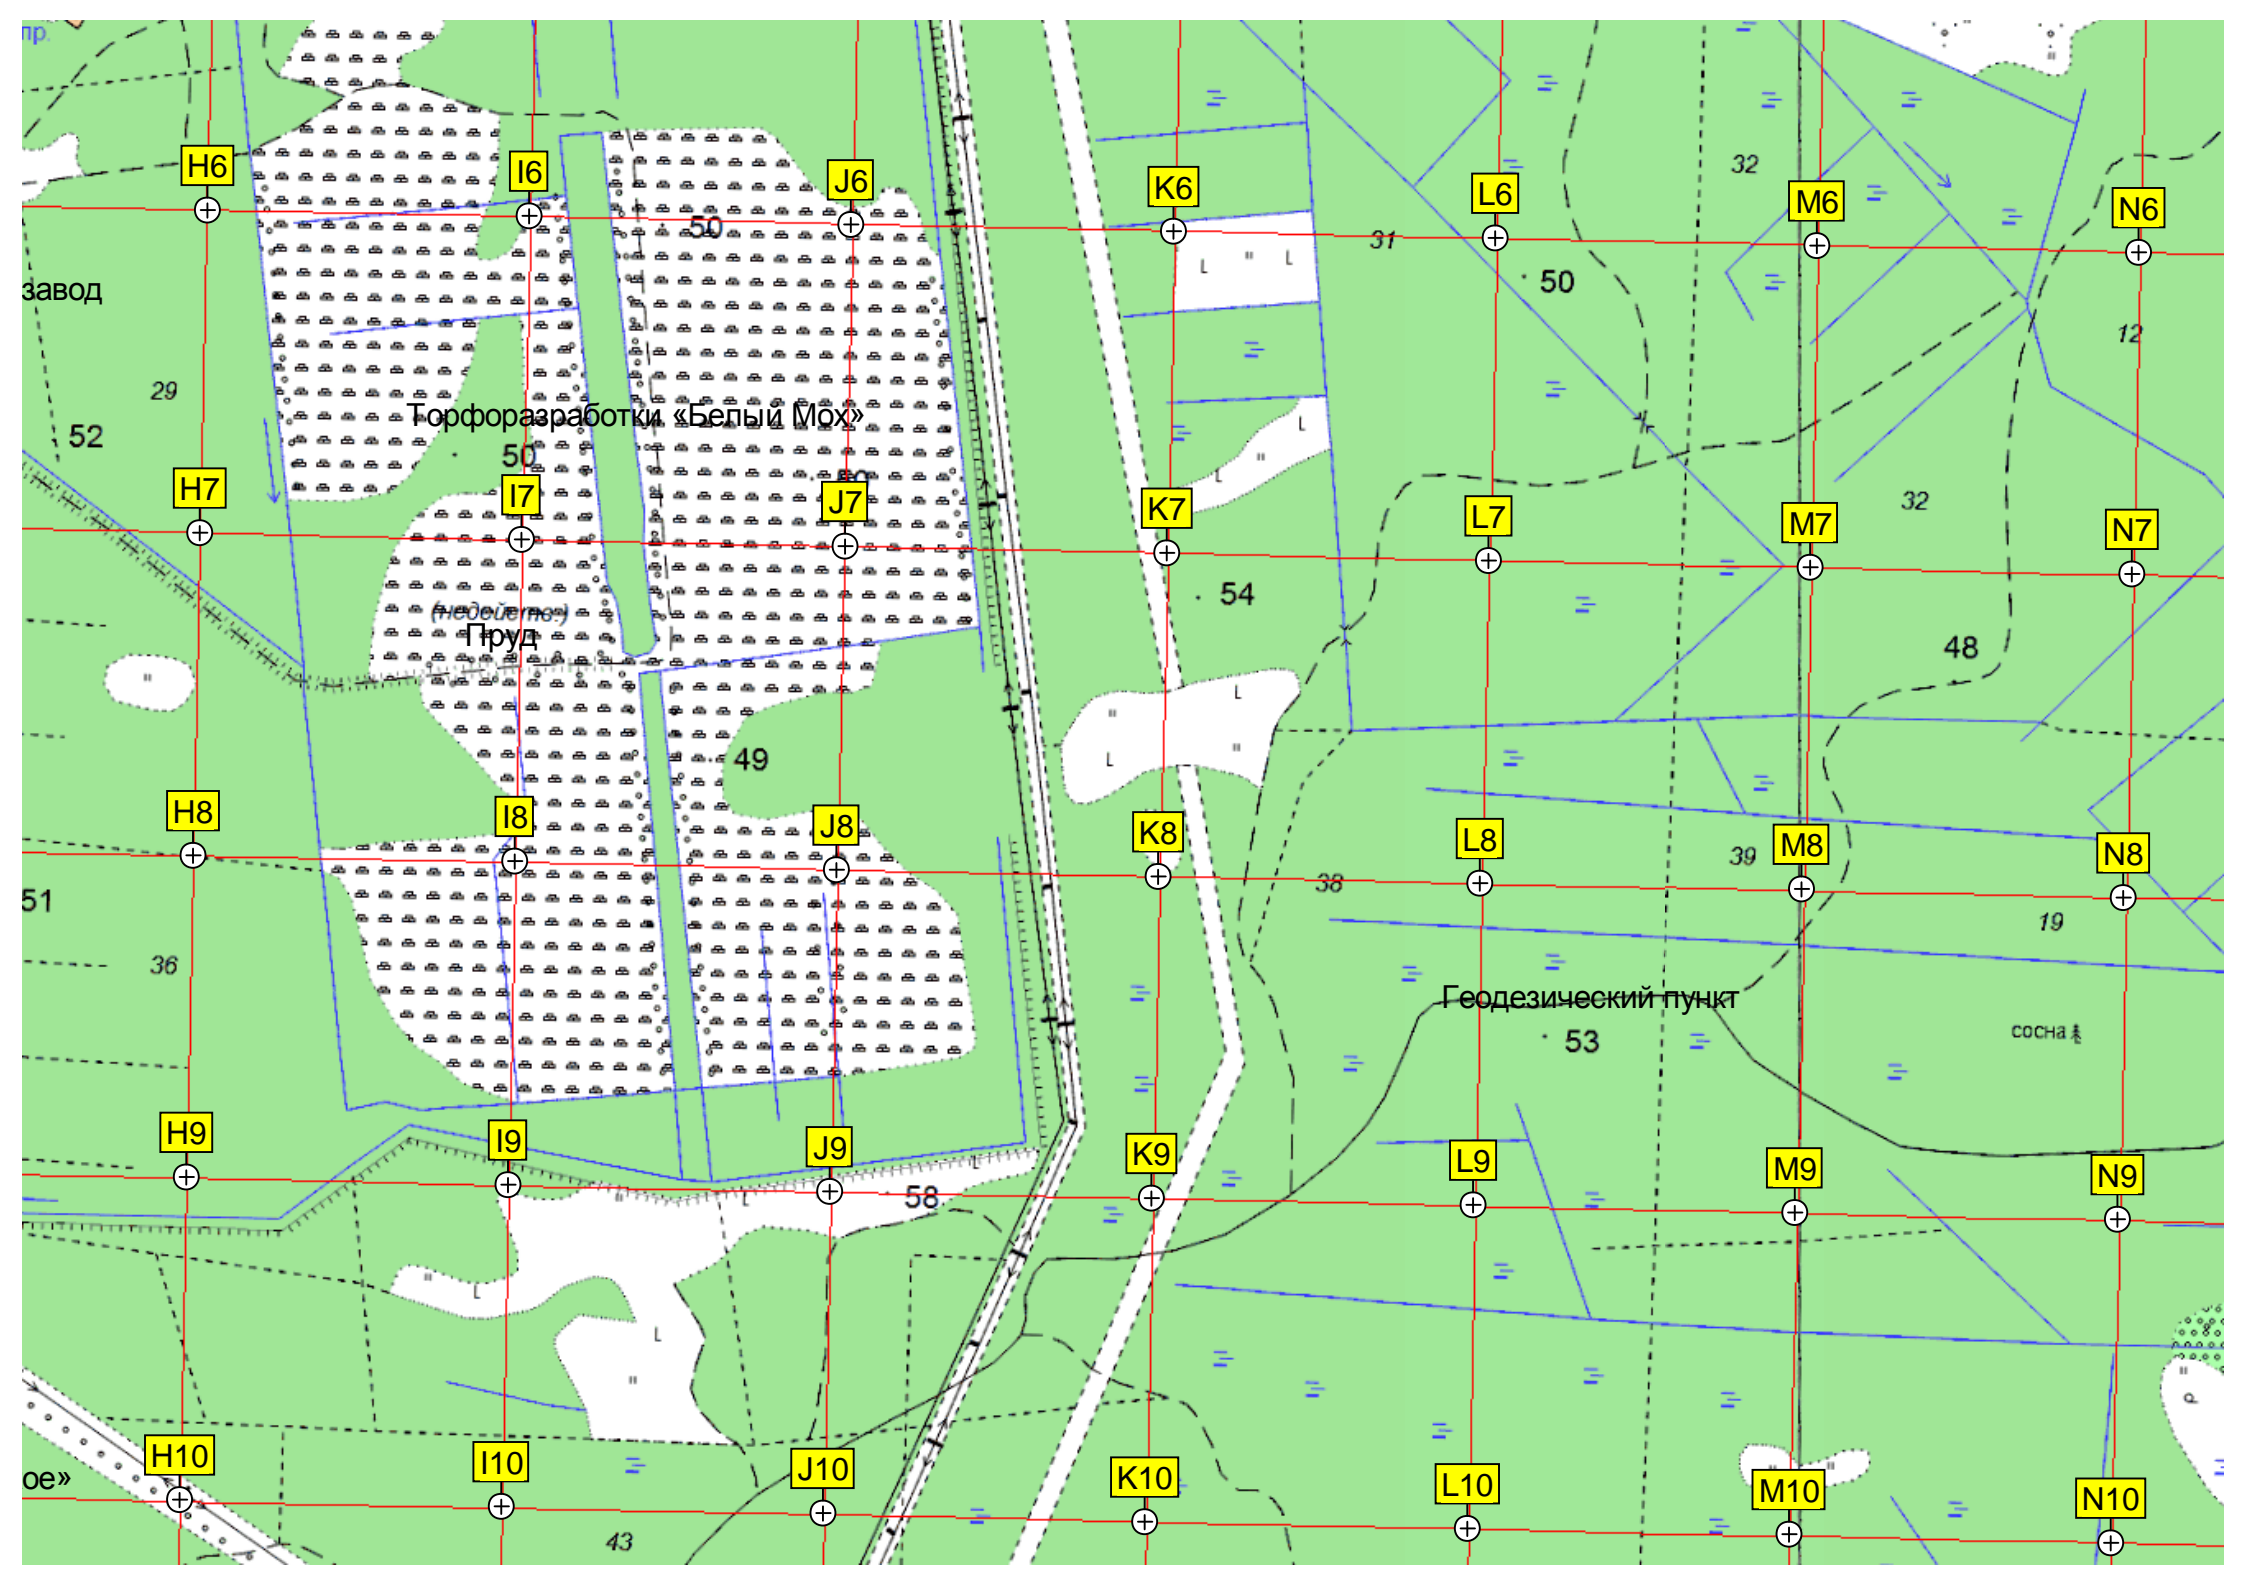 пр.
H6
I6
J6
K6
L6
M6
N6
32
50
31
завод
50
12
29
Торфоразработки «Белый Мох»
52
50
50
H7
I7
J7
K7
L7
M7
N7
32
54
(недейств.)
Пруд
48
49
H8
I8
J8
K8
L8
M8
N8
39
38
51
19
36
Геодезический пункт
сосна
53
H9
I9
J9
K9
L9
M9
N9
58
H10
I10
J10
K10
L10
M10
N10
ое»
43